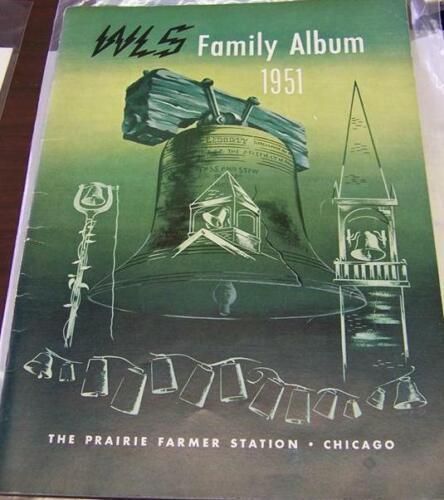 WLS Family Album
1951
THE PRAIRIE FARMER STATION • CHICAGO